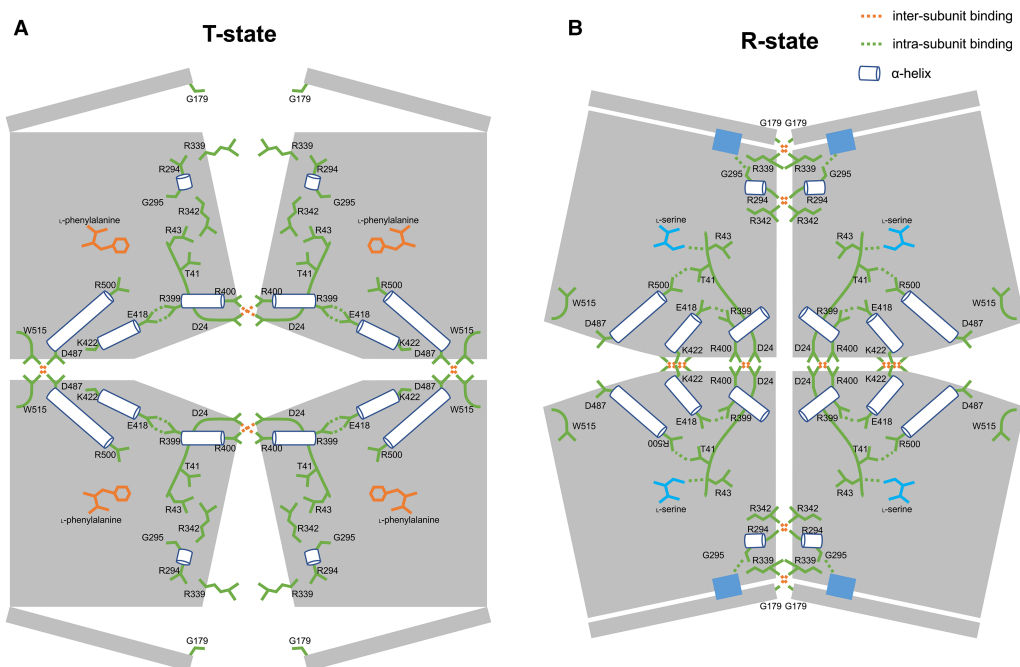 A
T-state
B
R-state
inter-subunit binding
intra-subunit binding
α-helix
G179
G179
R339
R339
R294
R294
G295
G295
R342
R342
L-phenylalanine
L-phenylalanine
R43
R43
T41
T41
R500
R500
R399
R400
R400
R399
E418
E418
D24
D24
W515
W515
K422
K422
D487
D487
D487
D487
K422
K422
W515
W515
D24
D24
E418
E418
R399
R400
R400
R399
R500
R500
T41
T41
L-phenylalanine
L-phenylalanine
R43
R43
R342
R342
G295
G295
R294
R294
R339
R339
G179
G179
G179 G179
R339
R339
G295
G295
R294
R294
R342
R342
L-serine
L-serine
R43
R43
T41
T41
R500
R500
E418
E418
R399
R399
W515
W515
D487
D487
K422
R400
D24
D24
R400
K422
K422
R400
D24
D24
R400
K422
D487
D487
E418
R399
R399
E418
W515
W515
R500
R500
T41
T41
R43
R43
L-serine
L-serine
R342
R342
R294
R294
G295
G295
R339
R339
G179 G179